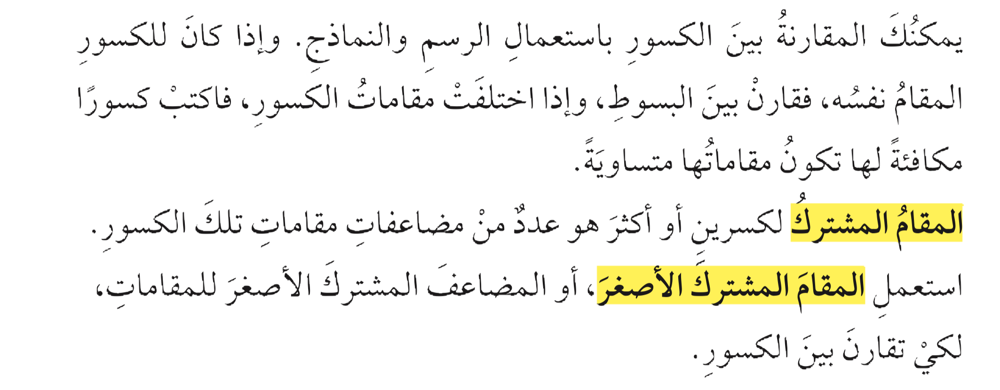 يمكنُكَ المقارنةُ بينَ الكسورِ باستعمالِ الرسمِ والنماذجِ. وإذا كانَ للكسورِ
المقامُ نفسُه، فقارنْ بينَ البسوطِ، وإذا اختلفَتْ مقاماتُ الكسورِ، فاكتبْ كسورًا
مكافئةً لها تكونُ مقاماتُها متساويَةً.
المقامُ المشتركُ لكسرينِ أو أكثرَ هو عددٌ منْ مضاعفاتِ مقاماتِ تلكَ الكسورِ.
استعملِ المقامَ المشتركَ الأصغرَ، أو المضاعفَ المشتركَ الأصغرَ للمقاماتِ،
لكيْ تقارنَ بينَ الكسورِ.